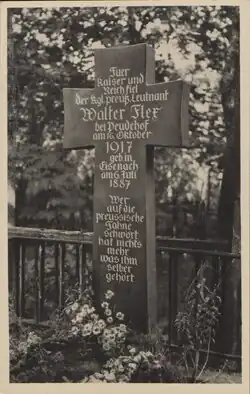 Fuer
Kaiser und
Reich fiel
der Kgl. preuß. Leutnant
Walter Flex
bei Peudehof
am 16. Oktober
1917
geb. in
Eisenach
am 6. Juli
1887
Wer
auf die
preussische
Fahne
schwört
hat nichts
mehr
was ihm
selber
gehört